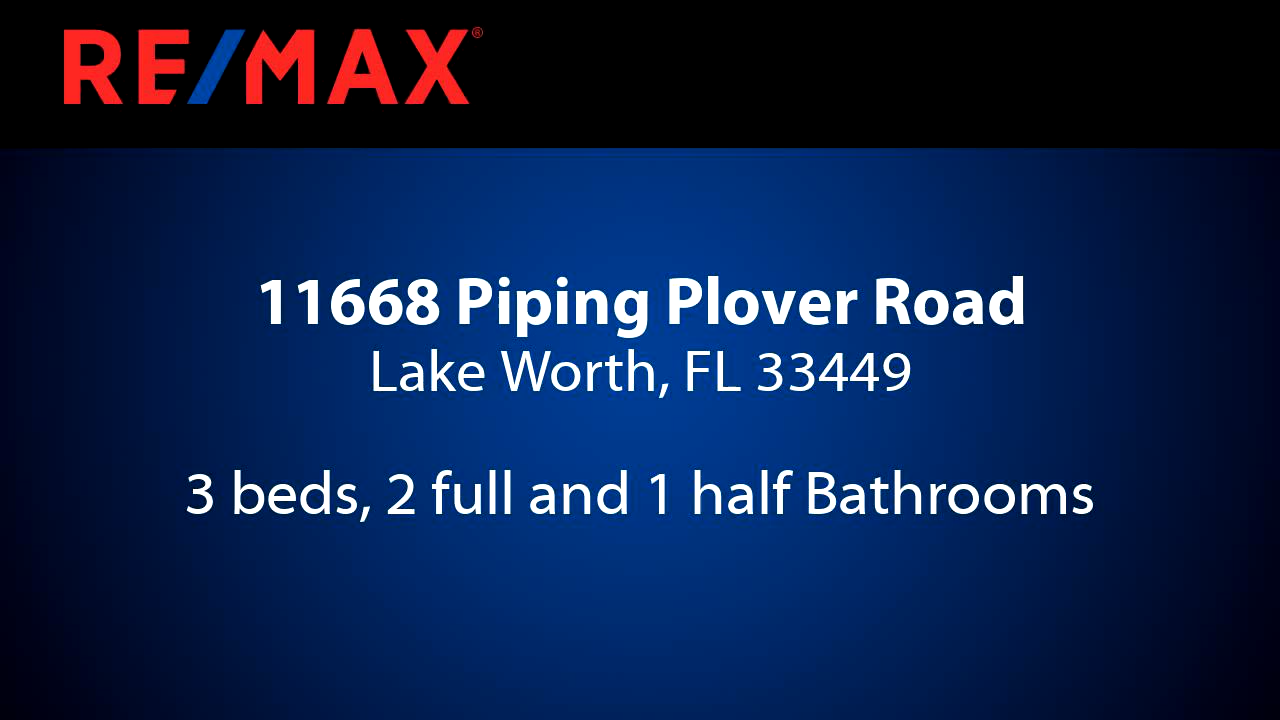 RE/MAX®
11668 Piping Plover Road
Lake Worth, FL 33449
3 beds, 2 full and 1 half Bathrooms